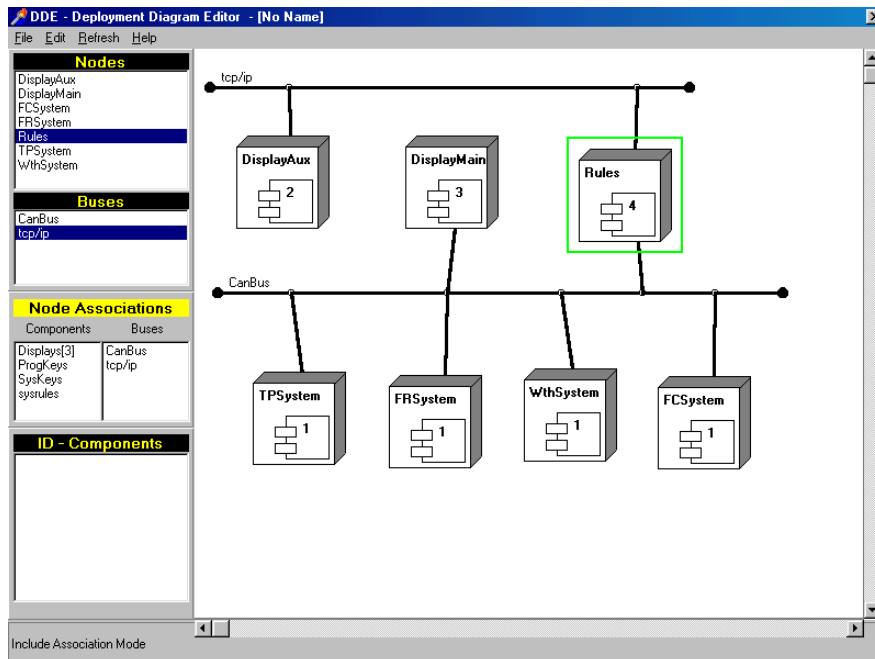 DDE - Deployment Diagram Editor - [No Name]
File Edit Refresh Help
Nodes
DisplayAux
DisplayMain
FCSystem
FRSystem
Rules
TPSystem
WthSystem
Buses
CanBus
tcp/ip
Node Associations
Components Buses
Displays[3] CanBus
ProgKeys tcp/ip
SysKeys
sysrules
ID - Components
Include Association Mode
tcp/ip
DisplayAux
2
DisplayMain
3
Rules
4
CanBus
TPSystem
1
FRSystem
1
WthSystem
1
FCSystem
1